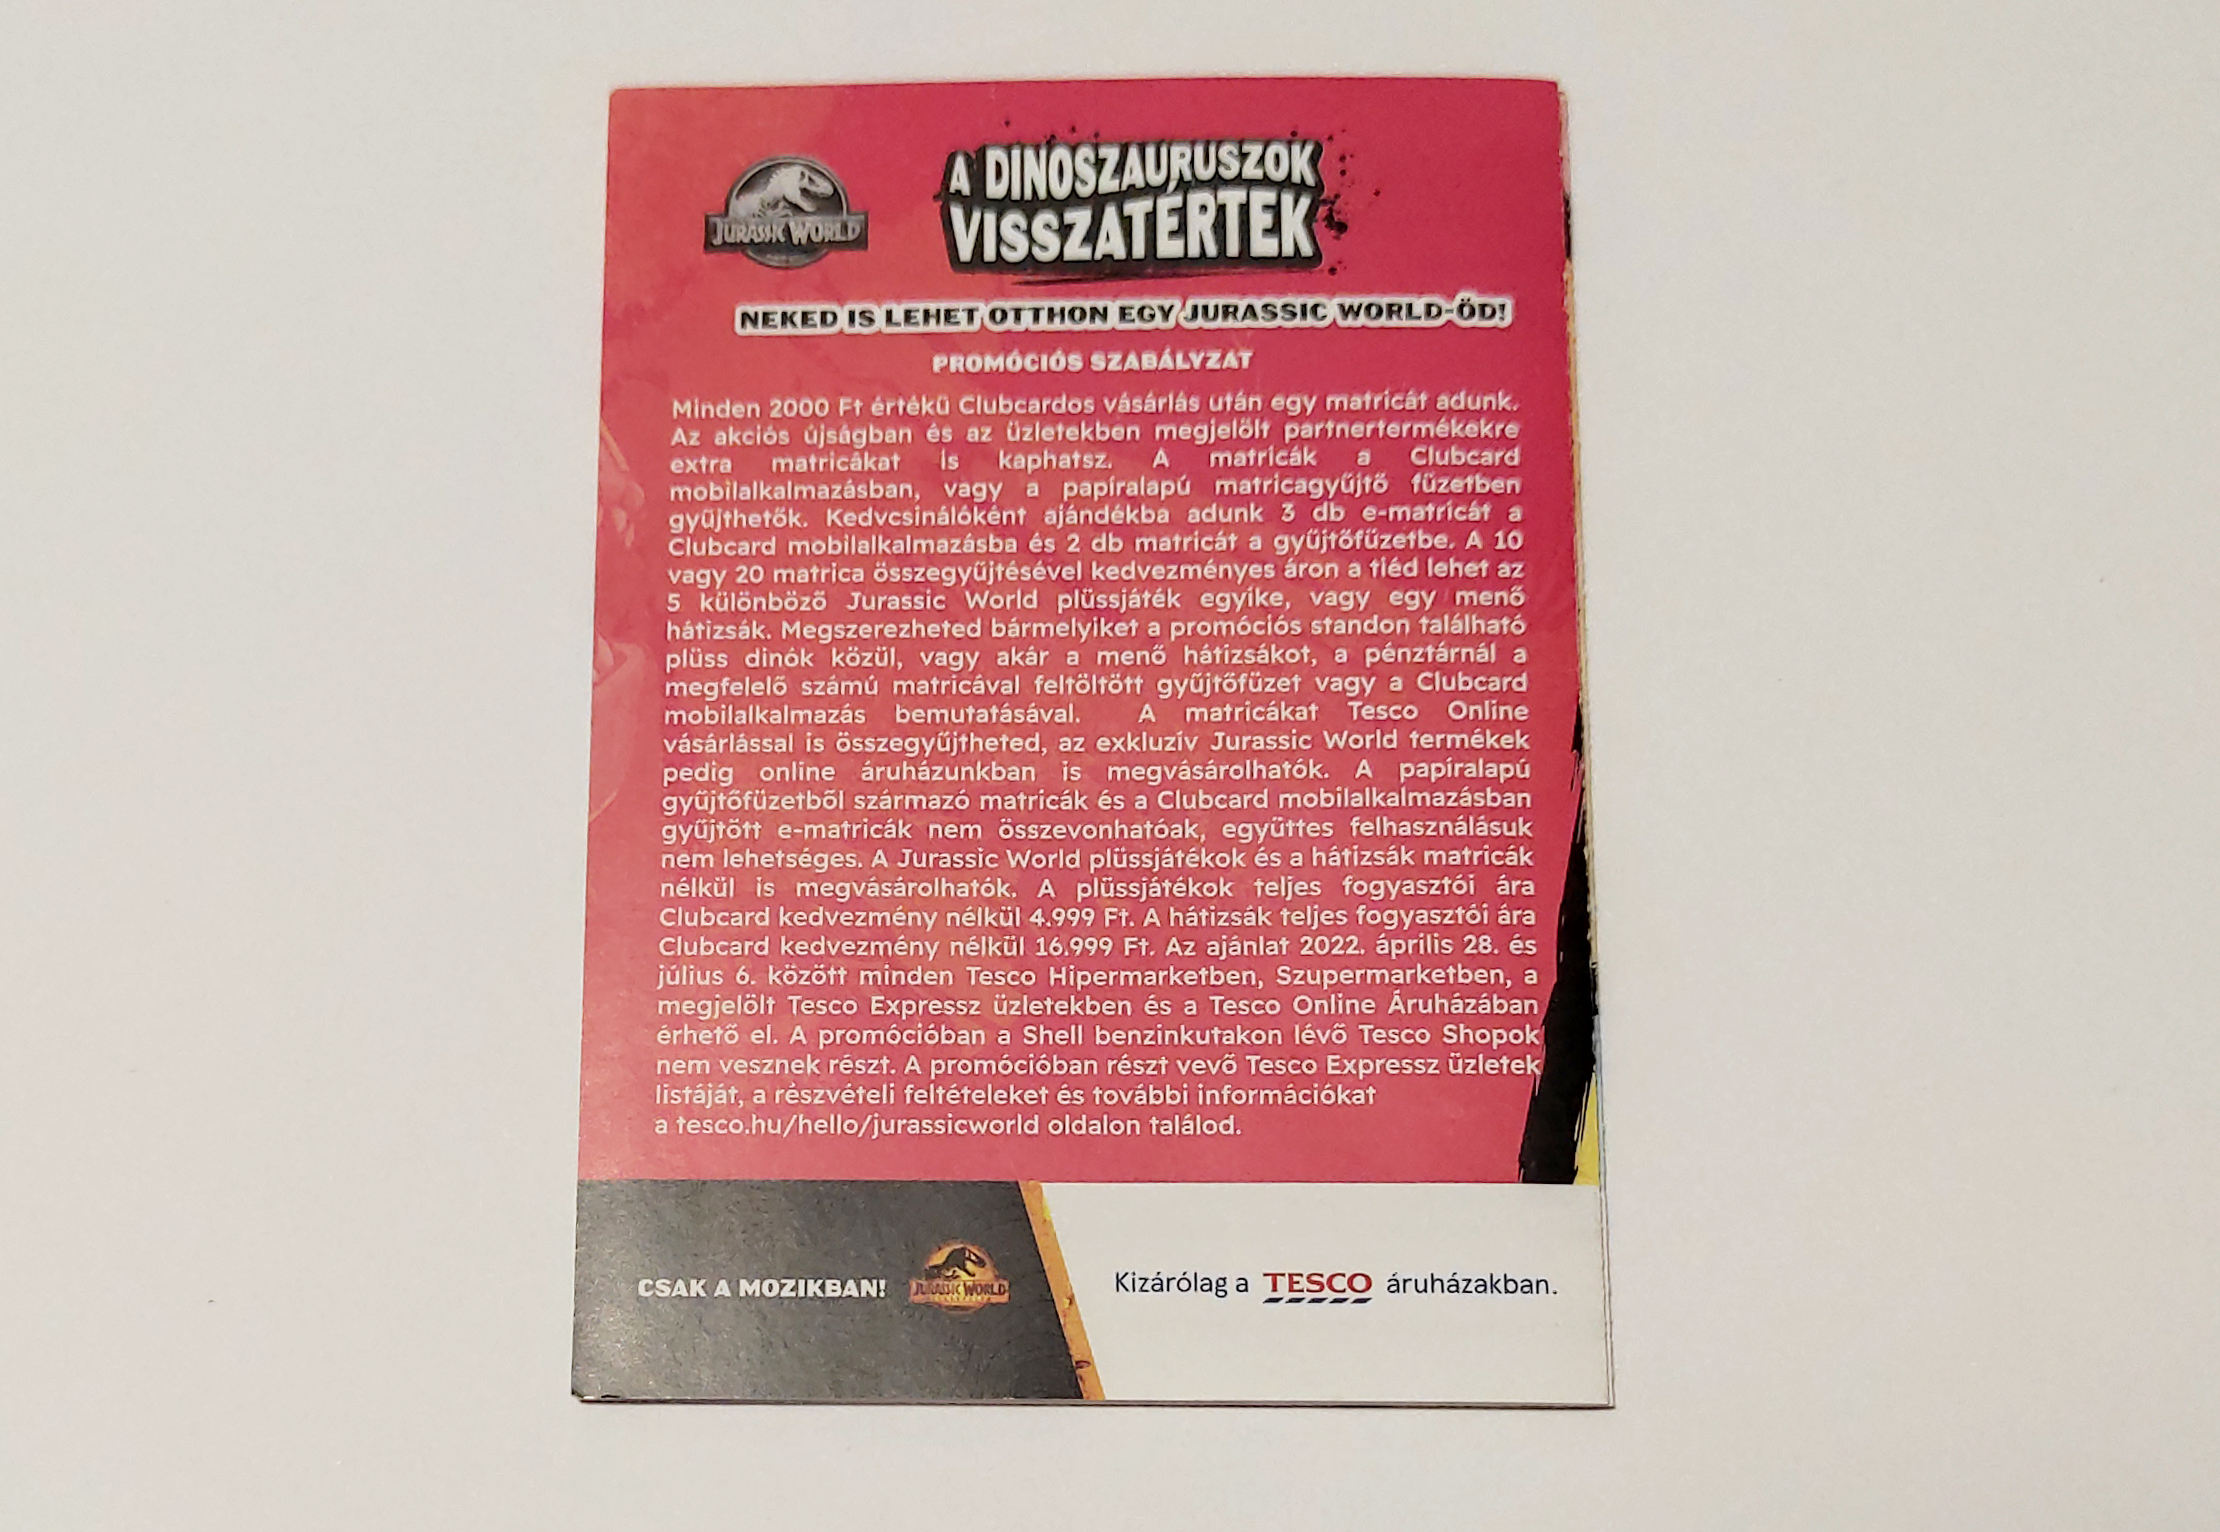 JURASSIC WORLD
A DINOSZAURUSZOK
VISSZATÉRTEK
NEKED IS LEHET OTTHON EGY JURASSIC WORLD-ÖD!
PROMÓCIÓS SZABÁLYZAT
Minden 2000 Ft értékű Clubcardos vásárlás után egy matricát adunk.
Az akciós újságban és az üzletekben megjelölt partnertermékekre
extra matricákat is kaphatsz. A matricák a Clubcard
mobilalkalmazásban, vagy a papíralapú matricagyűjtő füzetben
gyűjthetők. Kedvcsinálóként ajándékba adunk 3 db e-matricát a
Clubcard mobilalkalmazásba és 2 db matricát a gyűjtőfüzetbe. A 10
vagy 20 matrica összegyűjtésével kedvezményes áron a tiéd lehet az
5 különböző Jurassic World plüssjáték egyike, vagy egy menő
hátizsák. Megszerezheted bármelyiket a promóciós standon található
plüss dinók közül, vagy akár a menő hátizsákot, a pénztárnál a
megfelelő számú matricával feltöltött gyűjtőfüzet vagy a Clubcard
mobilalkalmazás bemutatásával. A matricákat Tesco Online
vásárlással is összegyűjtheted, az exkluzív Jurassic World termékek
pedig online áruházunkban is megvásárolhatók. A papíralapú
gyűjtőfüzetből származó matricák és a Clubcard mobilalkalmazásban
gyűjtött e-matricák nem összevonhatóak, együttes felhasználásuk
nem lehetséges. A Jurassic World plüssjátékok és a hátizsák matricák
nélkül is megvásárolhatók. A plüssjátékok teljes fogyasztói ára
Clubcard kedvezmény nélkül 4.999 Ft. A hátizsák teljes fogyasztói ára
Clubcard kedvezmény nélkül 16.999 Ft. Az ajánlat 2022. április 28. és
július 6. között minden Tesco Hipermarketben, Szupermarketben, a
megjelölt Tesco Expressz üzletekben és a Tesco Online Áruházában
érhető el. A promócióban a Shell benzinkutakon lévő Tesco Shopok
nem vesznek részt. A promócióban részt vevő Tesco Expressz üzletek
listáját, a részvételi feltételeket és további információkat
a tesco.hu/hello/jurassicworld oldalon találod.
CSAK A MOZIKBAN! JURASSIC WORLD
Kizárólag a TESCO áruházakban.